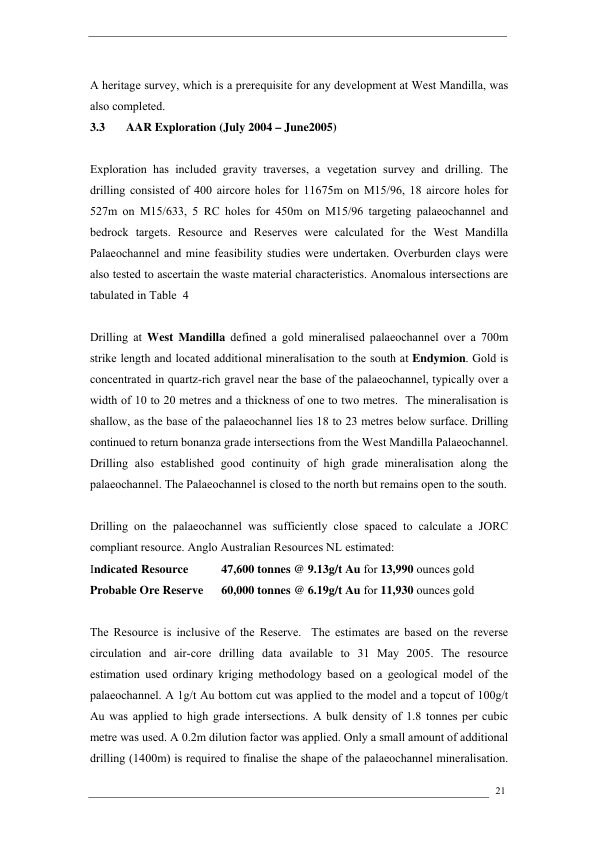 A heritage survey, which is a prerequisite for any development at West Mandilla, was
also completed.
3.3 AAR Exploration (July 2004 – June2005)
Exploration has included gravity traverses, a vegetation survey and drilling. The
drilling consisted of 400 aircore holes for 11675m on M15/96, 18 aircore holes for
527m on M15/633, 5 RC holes for 450m on M15/96 targeting palaeochannel and
bedrock targets. Resource and Reserves were calculated for the West Mandilla
Palaeochannel and mine feasibility studies were undertaken. Overburden clays were
also tested to ascertain the waste material characteristics. Anomalous intersections are
tabulated in Table 4
Drilling at West Mandilla defined a gold mineralised palaeochannel over a 700m
strike length and located additional mineralisation to the south at Endymion. Gold is
concentrated in quartz-rich gravel near the base of the palaeochannel, typically over a
width of 10 to 20 metres and a thickness of one to two metres. The mineralisation is
shallow, as the base of the palaeochannel lies 18 to 23 metres below surface. Drilling
continued to return bonanza grade intersections from the West Mandilla Palaeochannel.
Drilling also established good continuity of high grade mineralisation along the
palaeochannel. The Palaeochannel is closed to the north but remains open to the south.
Drilling on the palaeochannel was sufficiently close spaced to calculate a JORC
compliant resource. Anglo Australian Resources NL estimated:
Indicated Resource 47,600 tonnes @ 9.13g/t Au for 13,990 ounces gold
Probable Ore Reserve 60,000 tonnes @ 6.19g/t Au for 11,930 ounces gold
The Resource is inclusive of the Reserve. The estimates are based on the reverse
circulation and air-core drilling data available to 31 May 2005. The resource
estimation used ordinary kriging methodology based on a geological model of the
palaeochannel. A 1g/t Au bottom cut was applied to the model and a topcut of 100g/t
Au was applied to high grade intersections. A bulk density of 1.8 tonnes per cubic
metre was used. A 0.2m dilution factor was applied. Only a small amount of additional
drilling (1400m) is required to finalise the shape of the palaeochannel mineralisation.
21